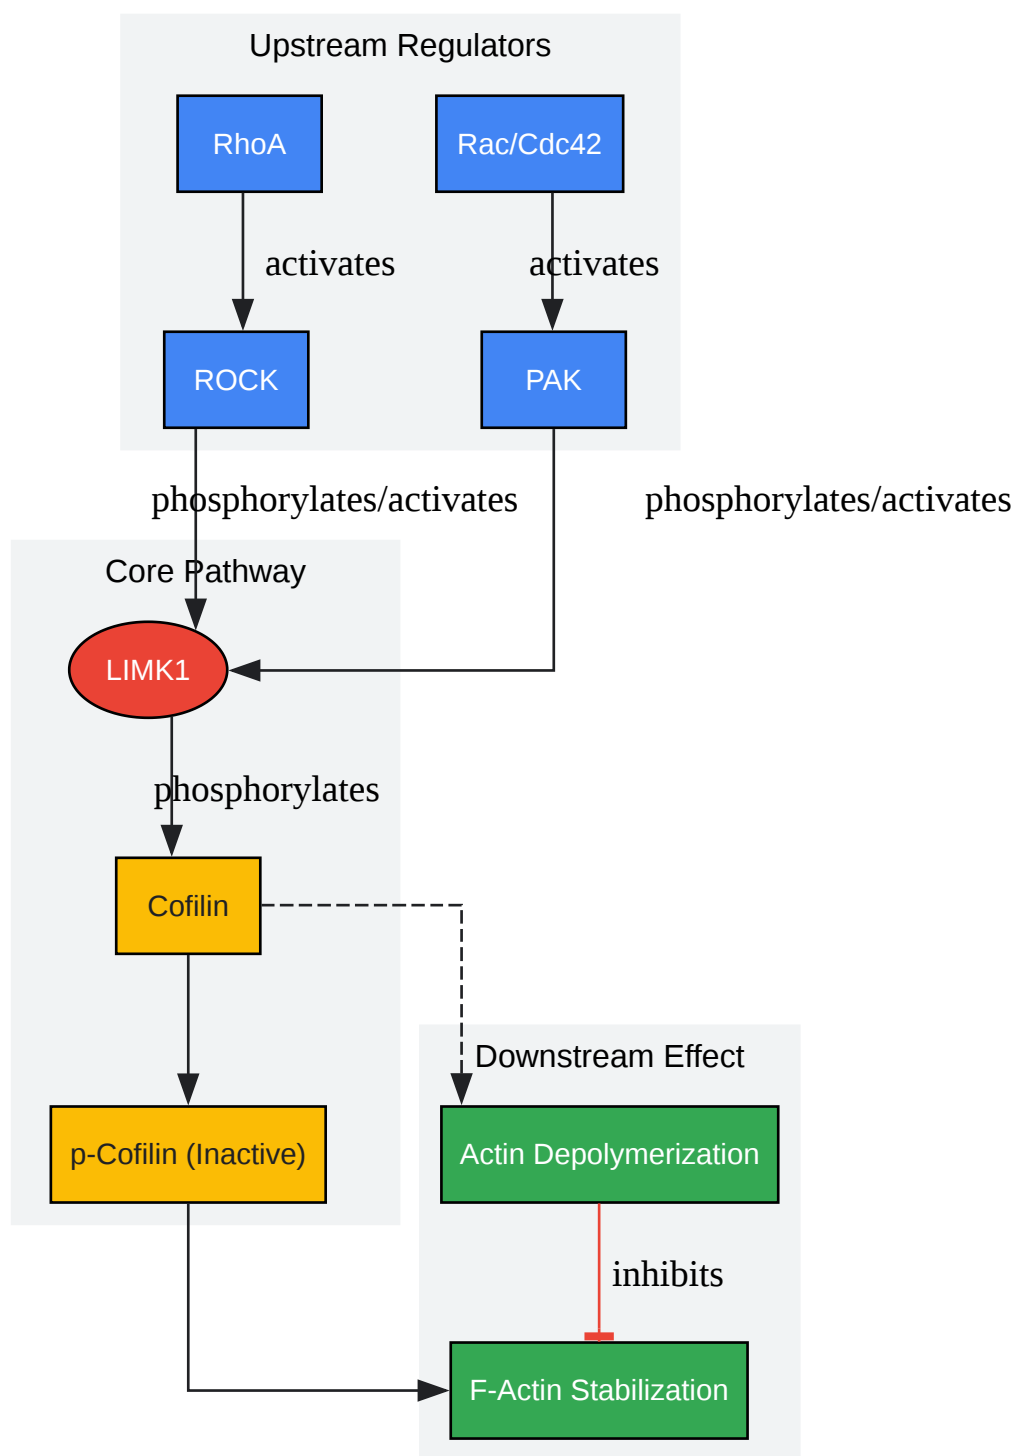 Upstream Regulators
RhoA
Rac/Cdc42
activates
activates
ROCK
PAK
phosphorylates/activates
phosphorylates/activates
Core Pathway
LIMK1
phosphorylates
Cofilin
Downstream Effect
p-Cofilin (Inactive)
Actin Depolymerization
inhibits
F-Actin Stabilization